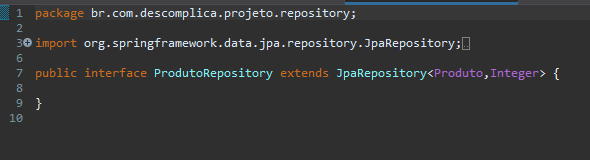 1 package br.com.descomplica.projeto.repository;
2
3 import org.springframework.data.jpa.repository.JpaRepository;
6
7 public interface ProdutoRepository extends JpaRepository<Produto,Integer> {
8
9 }
10